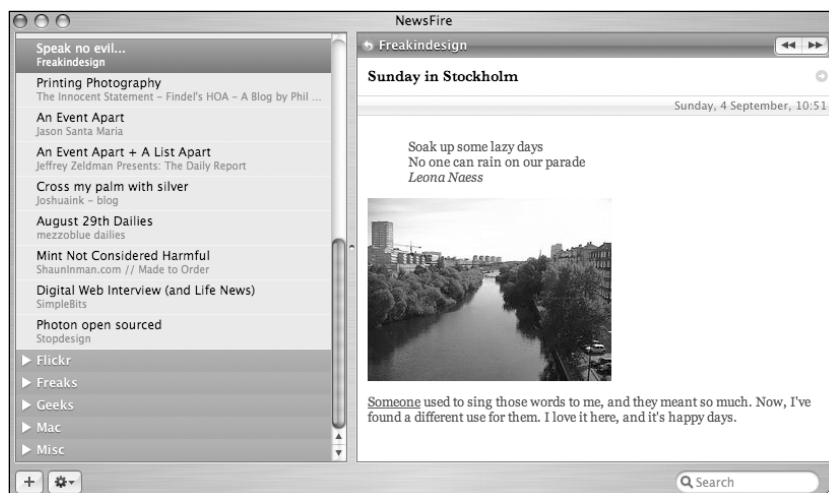 NewsFire
Speak no evil...
Freakindesign
Printing Photography
The Innocent Statement – Findel's HOA – A Blog by Phil ...
An Event Apart
Jason Santa Maria
An Event Apart + A List Apart
Jeffrey Zeldman Presents: The Daily Report
Cross my palm with silver
Joshuaink – blog
August 29th Dailies
mezzoblue dailies
Mint Not Considered Harmful
ShaunInman.com // Made to Order
Digital Web Interview (and Life News)
SimpleBits
Photon open sourced
Stopdesign
Flickr
Freaks
Geeks
Mac
Misc
Freakindesign
Sunday in Stockholm
Sunday, 4 September, 10:51
Soak up some lazy days
No one can rain on our parade
Leona Naess
Someone used to sing those words to me, and they meant so much. Now, I've
found a different use for them. I love it here, and it's happy days.
Search